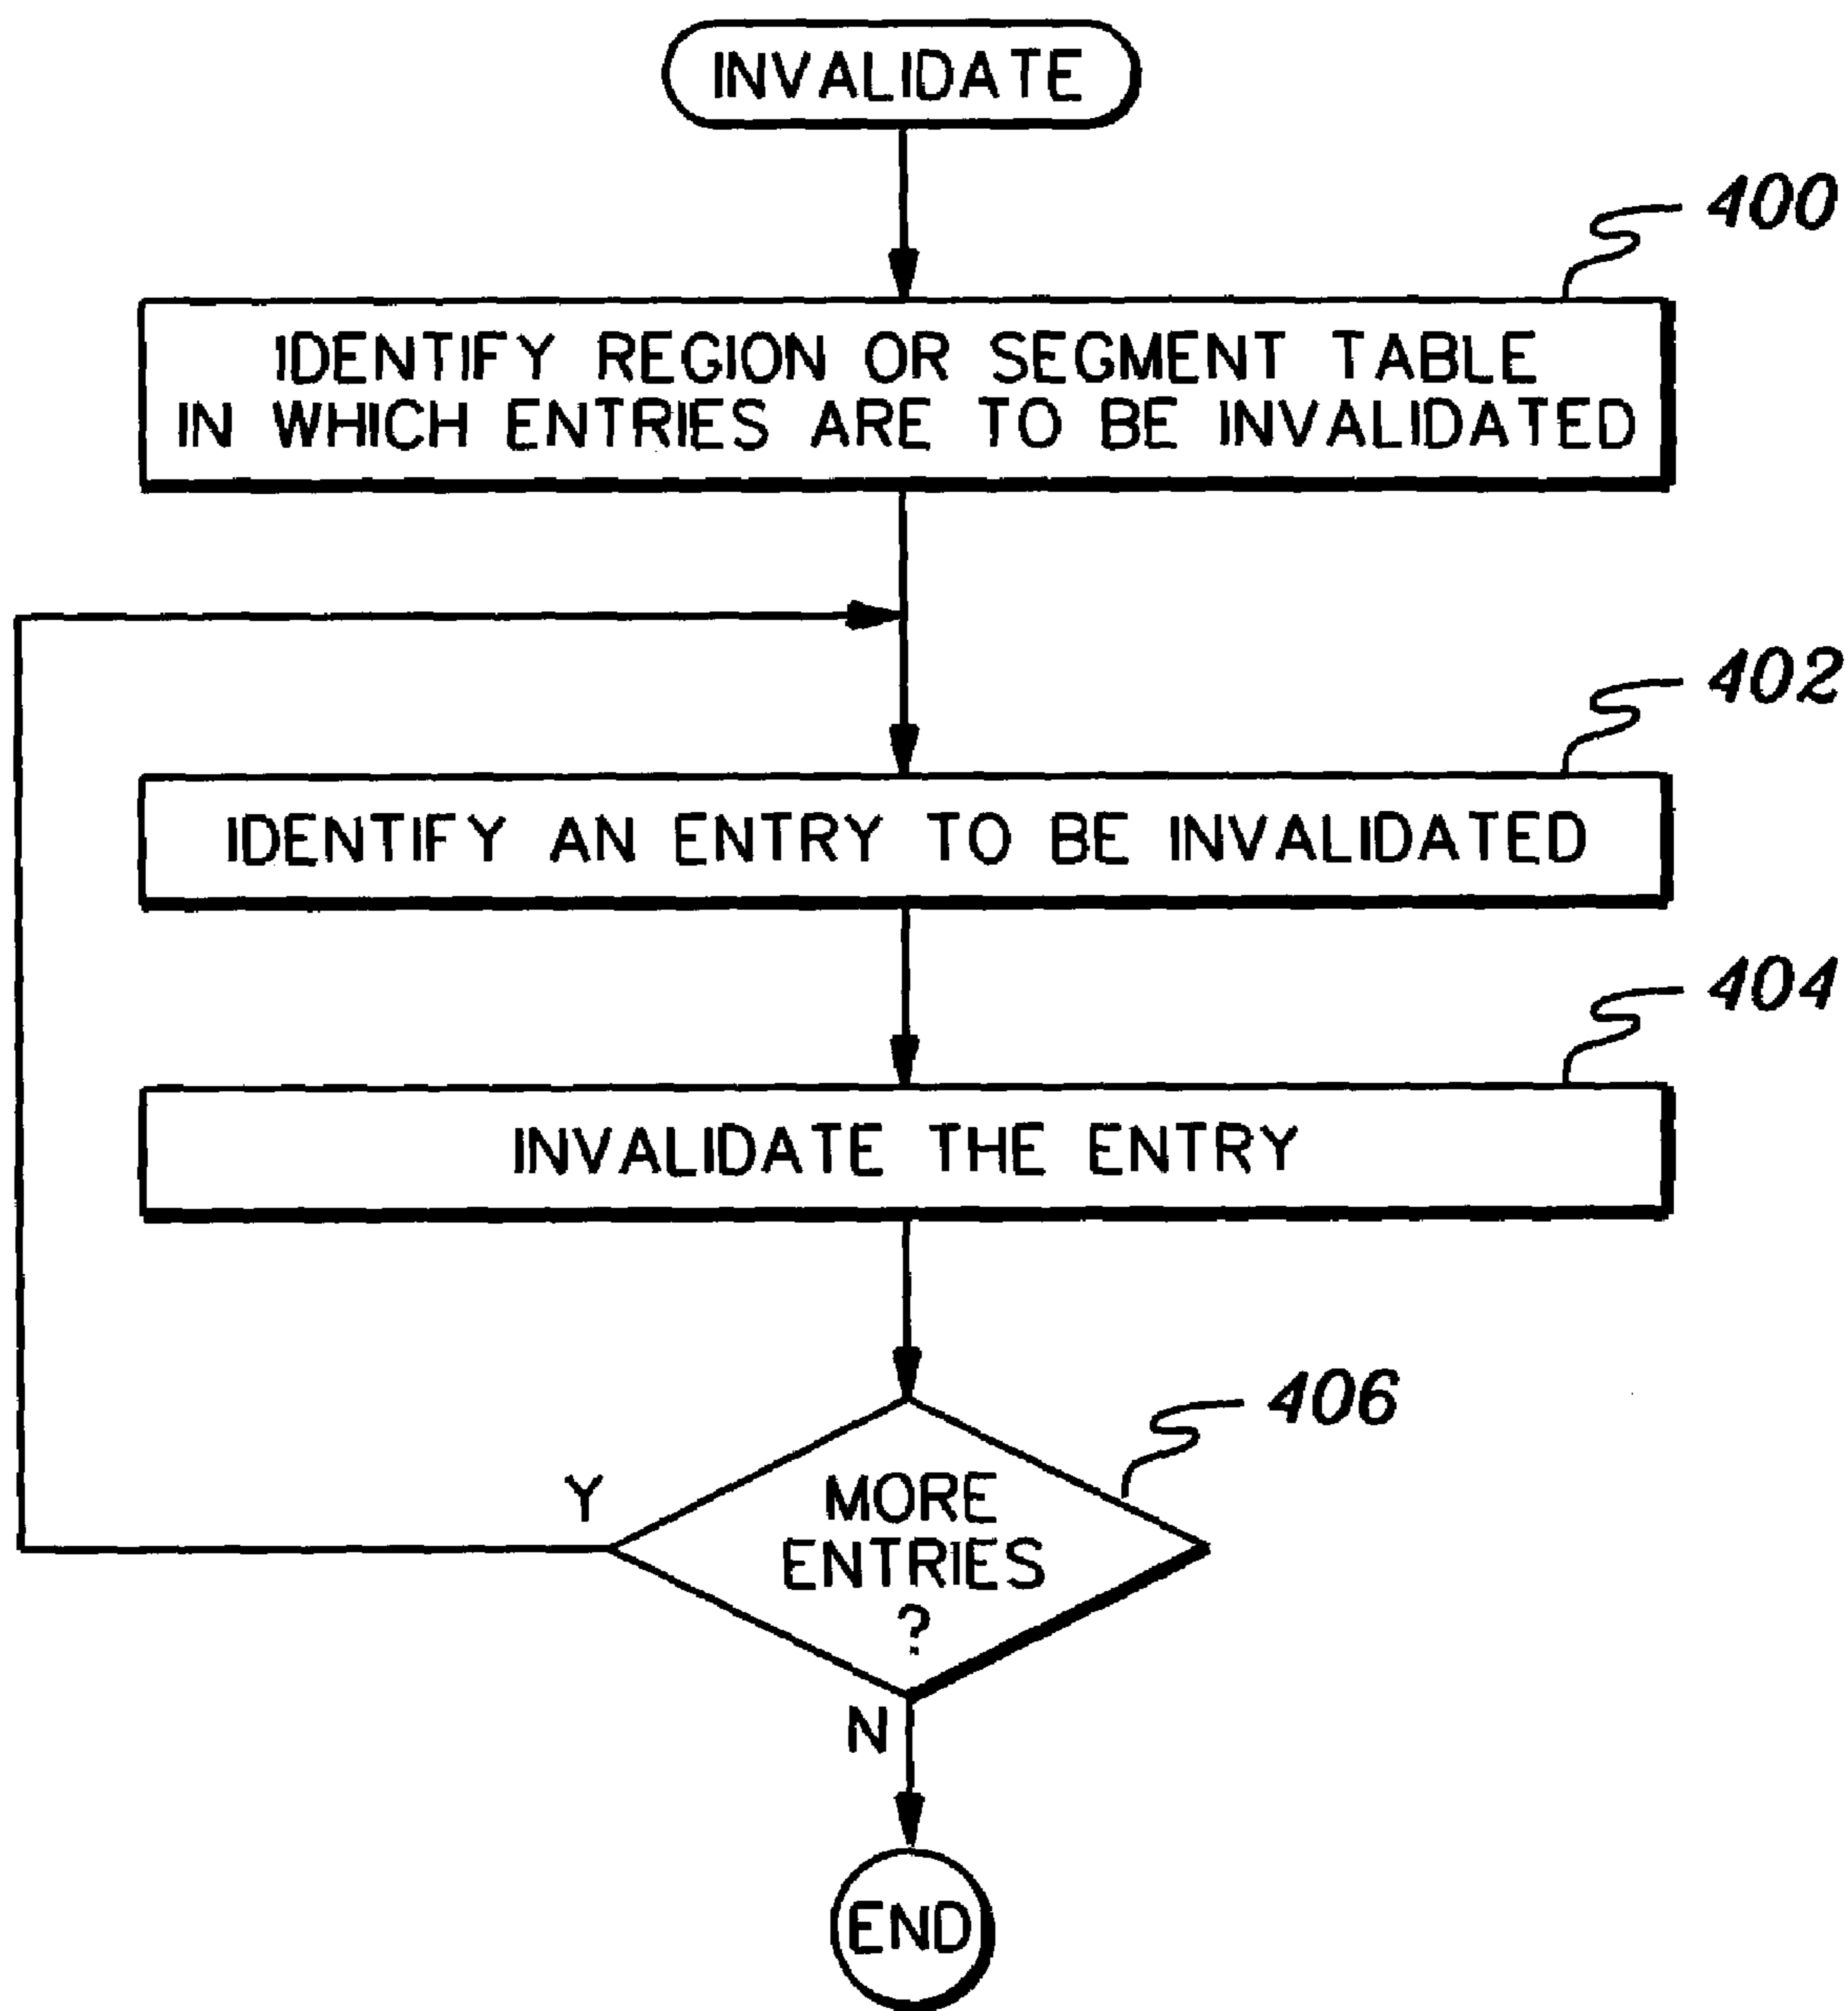 INVALIDATE
400
IDENTIFY REGION OR SEGMENT TABLE
IN WHICH ENTRIES ARE TO BE INVALIDATED
402
IDENTIFY AN ENTRY TO BE INVALIDATED
404
INVALIDATE THE ENTRY
406
Y
MORE
ENTRIES
?
N
END